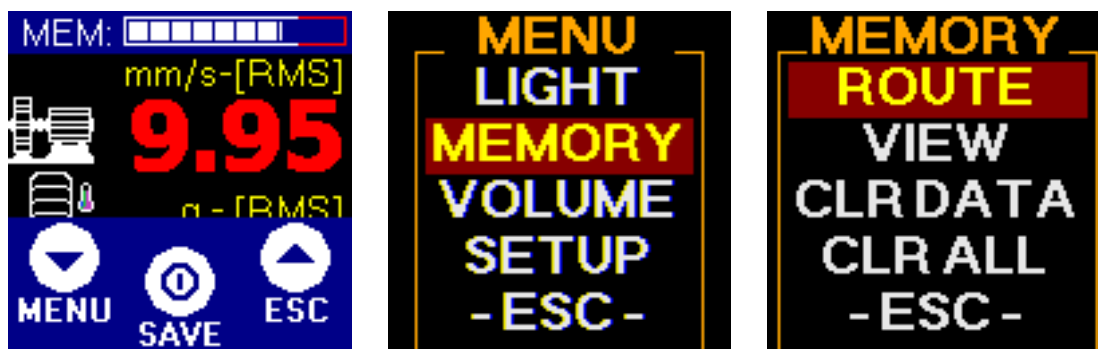 MEM:
mm/s-[RMS]
9.95
g - [RMS]
MENU
SAVE
ESC
MENU
LIGHT
MEMORY
VOLUME
SETUP
-ESC-
MEMORY
ROUTE
VIEW
CLR DATA
CLR ALL
-ESC-